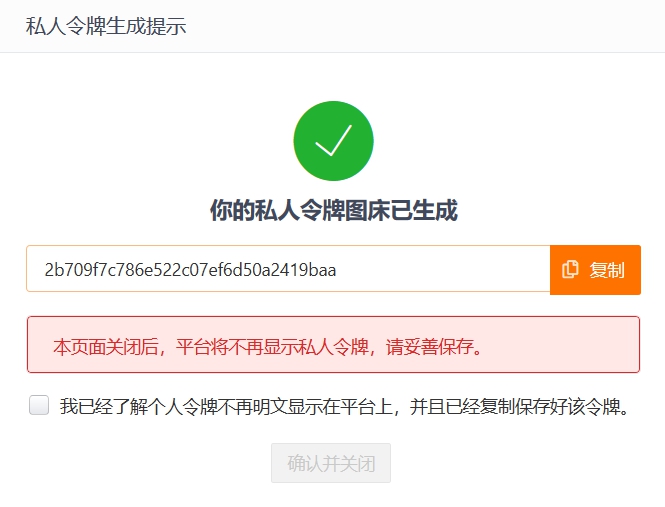 私人令牌生成提示
你的私人令牌图床已生成
2b709f7c786e522c07ef6d50a2419baa
复制
本页面关闭后，平台将不再显示私人令牌，请妥善保存。
我已经了解个人令牌不再明文显示在平台上，并且已经复制保存好该令牌。
确认并关闭